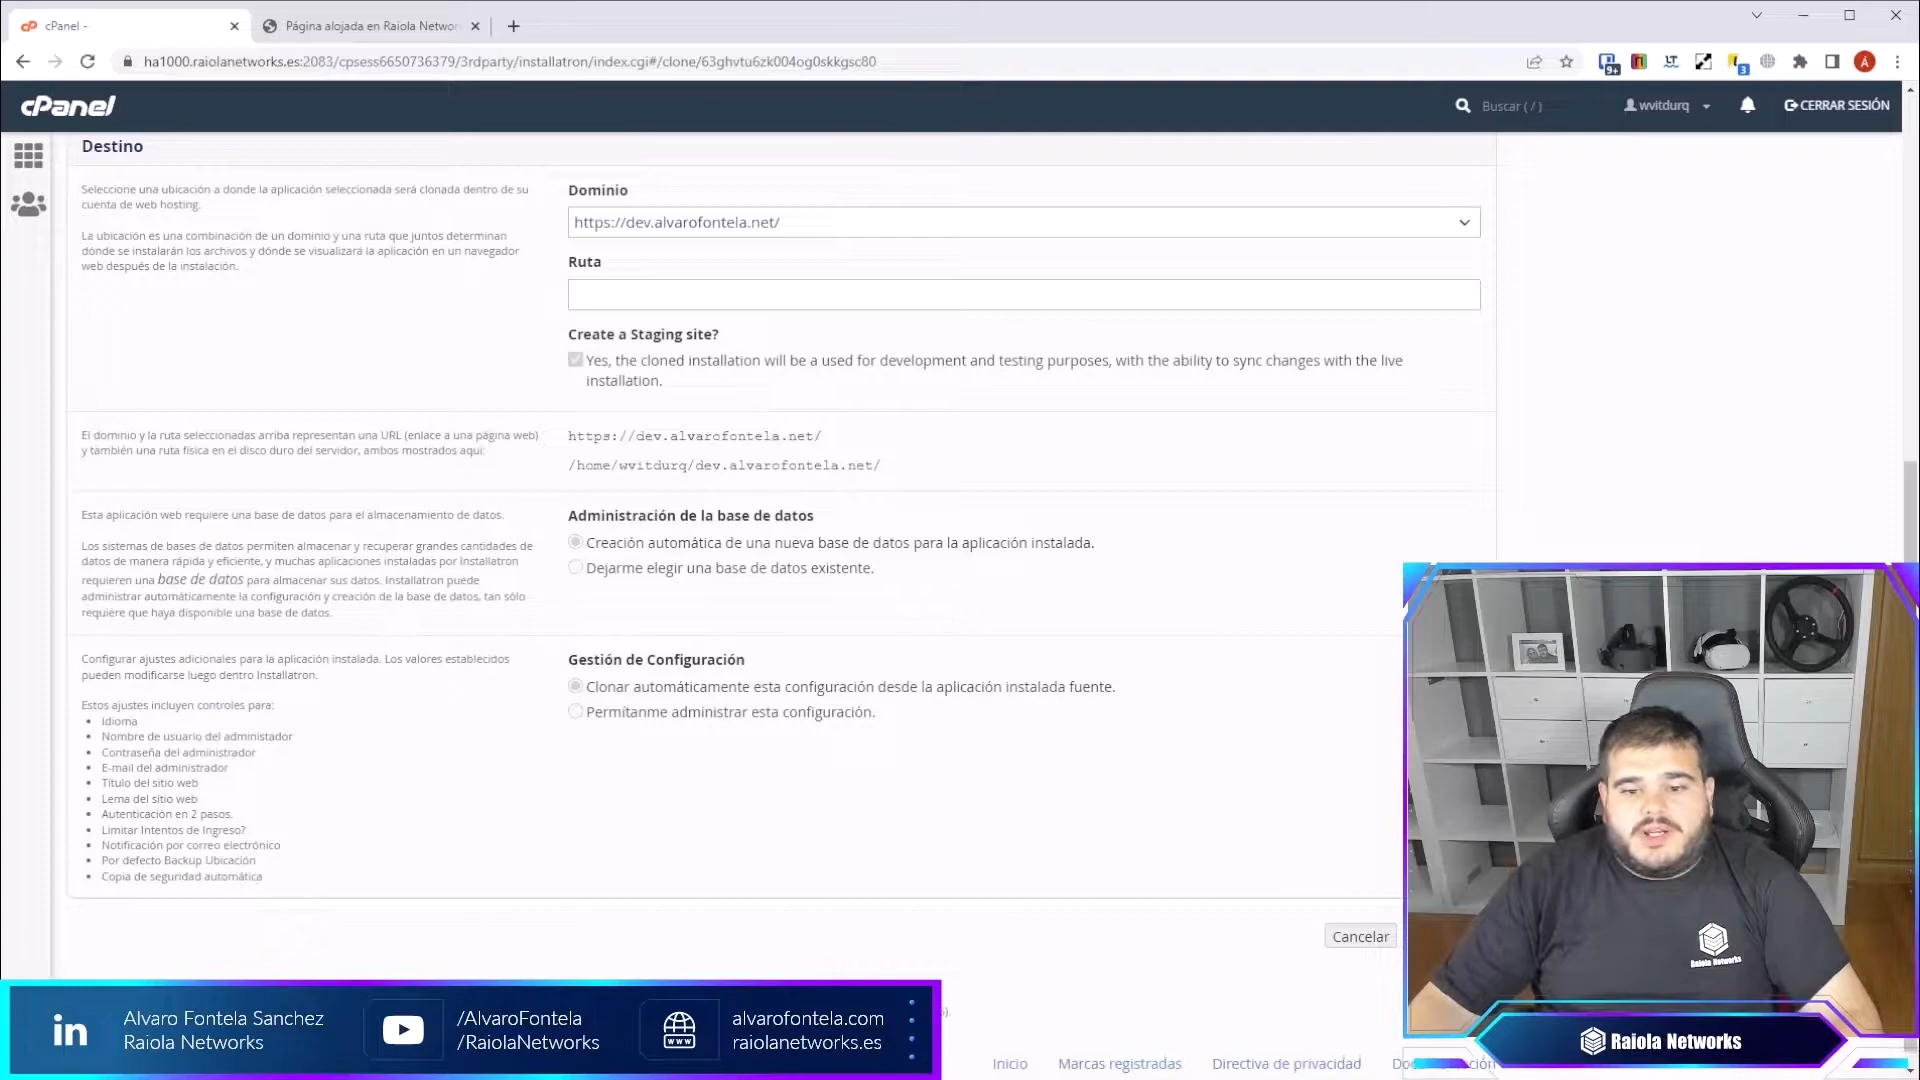 cPanel -
Página alojada en Raiola Networ
ha1000.raiolanetworks.es:2083/cpsess6650736379/3rdparty/installatron/index.cgi#/clone/63ghvtu6zk004og0skkgsc80
cPanel
Buscar ( / )
wvitdurq
CERRAR SESIÓN
Destino
Seleccione una ubicación a donde la aplicación seleccionada será clonada dentro de su
cuenta de web hosting.
La ubicación es una combinación de un dominio y una ruta que juntos determinan
dónde se instalarán los archivos y dónde se visualizará la aplicación en un navegador
web después de la instalación.
Dominio
https://dev.alvarofontela.net/
Ruta
Create a Staging site?
Yes, the cloned installation will be a used for development and testing purposes, with the ability to sync changes with the live
installation.
El dominio y la ruta seleccionadas arriba representan una URL (enlace a una página web)
y también una ruta física en el disco duro del servidor, ambos mostrados aquí:
https://dev.alvarofontela.net/
/home/wvitdurq/dev.alvarofontela.net/
Esta aplicación web requiere una base de datos para el almacenamiento de datos.
Los sistemas de bases de datos permiten almacenar y recuperar grandes cantidades de
datos de manera rápida y eficiente, y muchas aplicaciones instaladas por Installatron
requieren una base de datos para almacenar sus datos. Installatron puede
administrar automáticamente la configuración y creación de la base de datos, tan sólo
requiere que haya disponible una base de datos.
Administración de la base de datos
Creación automática de una nueva base de datos para la aplicación instalada.
Dejarme elegir una base de datos existente.
Configurar ajustes adicionales para la aplicación instalada. Los valores establecidos
pueden modificarse luego dentro Installatron.
Estos ajustes incluyen controles para:
Idioma
Nombre de usuario del administador
Contraseña del administrador
E-mail del administrador
Título del sitio web
Lema del sitio web
Autenticación en 2 pasos.
Limitar Intentos de Ingreso?
Notificación por correo electrónico
Por defecto Backup Ubicación
Copia de seguridad automática
Gestión de Configuración
Clonar automáticamente esta configuración desde la aplicación instalada fuente.
Permítanme administrar esta configuración.
Cancelar
Raiola Networks
in
Alvaro Fontela Sanchez
Raiola Networks
/AlvaroFontela
/RaiolaNetworks
www
alvarofontela.com
raiolanetworks.es
Inicio
Marcas registradas
Directiva de privacidad
Raiola Networks